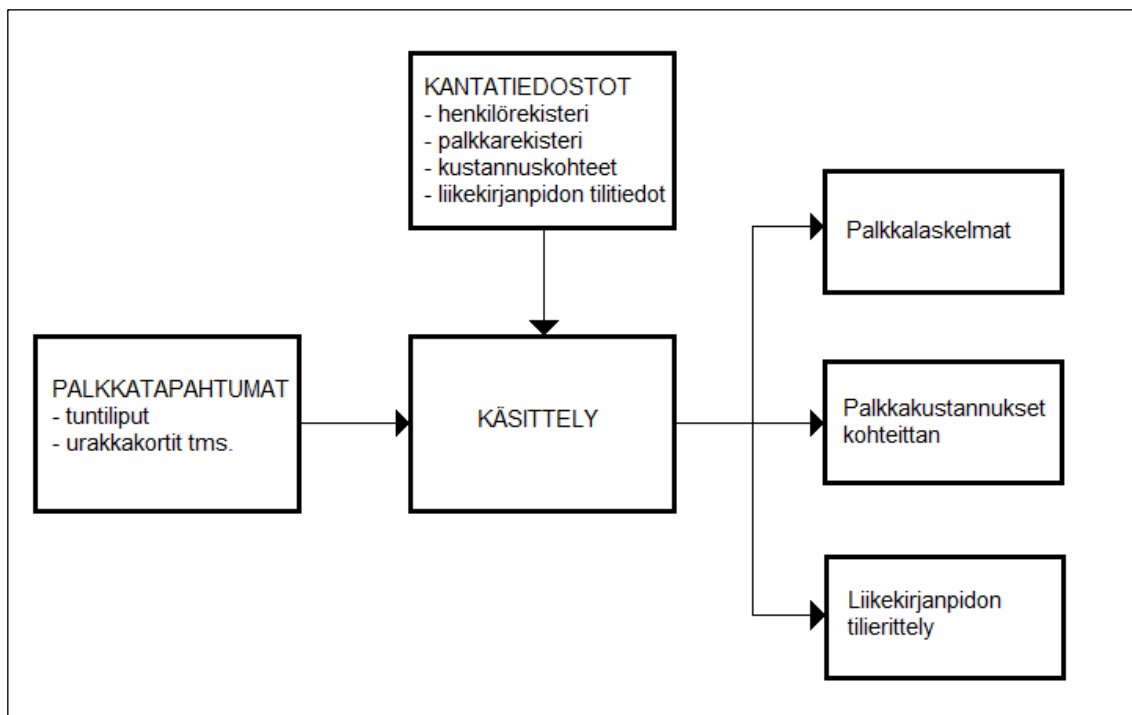 KANTATIEDOSTOT
- henkilörekisteri
- palkkarekisteri
- kustannuskohteet
- liikekirjanpidon tilitiedot
PALKKATAPAHTUMAT
- tuntiliput
- urakkakortit tms.
KÄSITTELY
Palkkalaskelmat
Palkkakustannukset
kohteittan
Liikekirjanpidon
tilierittely